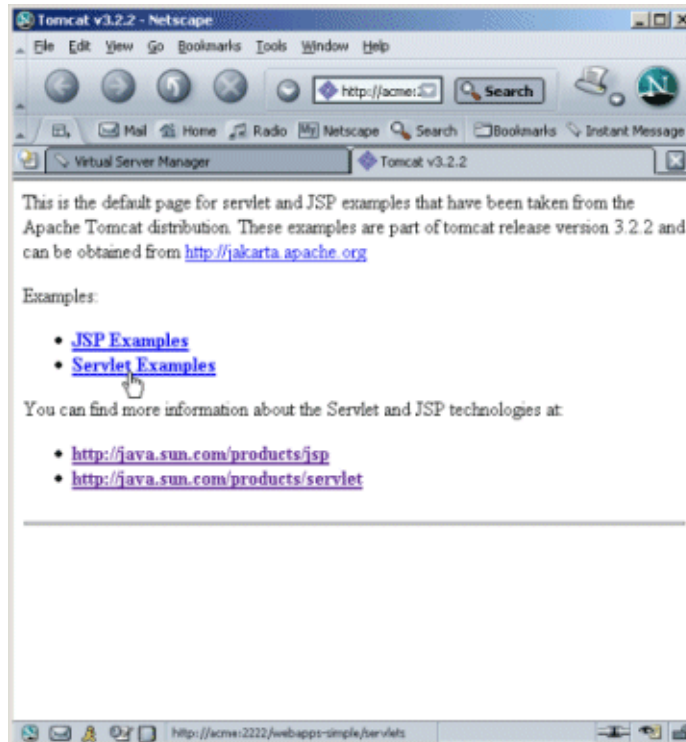 Tomcat v3.2.2 - Netscape
File Edit View Go Bookmarks Tools Window Help
http://acme:2 Search
Mail Home Radio My Netscape Search Bookmarks Instant Message
Virtual Server Manager Tomcat v3.2.2
This is the default page for servlet and JSP examples that have been taken from the
Apache Tomcat distribution. These examples are part of tomcat release version 3.2.2 and
can be obtained from http://jakarta.apache.org
Examples:
• JSP Examples
• Servlet Examples
You can find more information about the Servlet and JSP technologies at:
• http://java.sun.com/products/jsp
• http://java.sun.com/products/servlet
http://acme:2222/webapps-simple/servlets